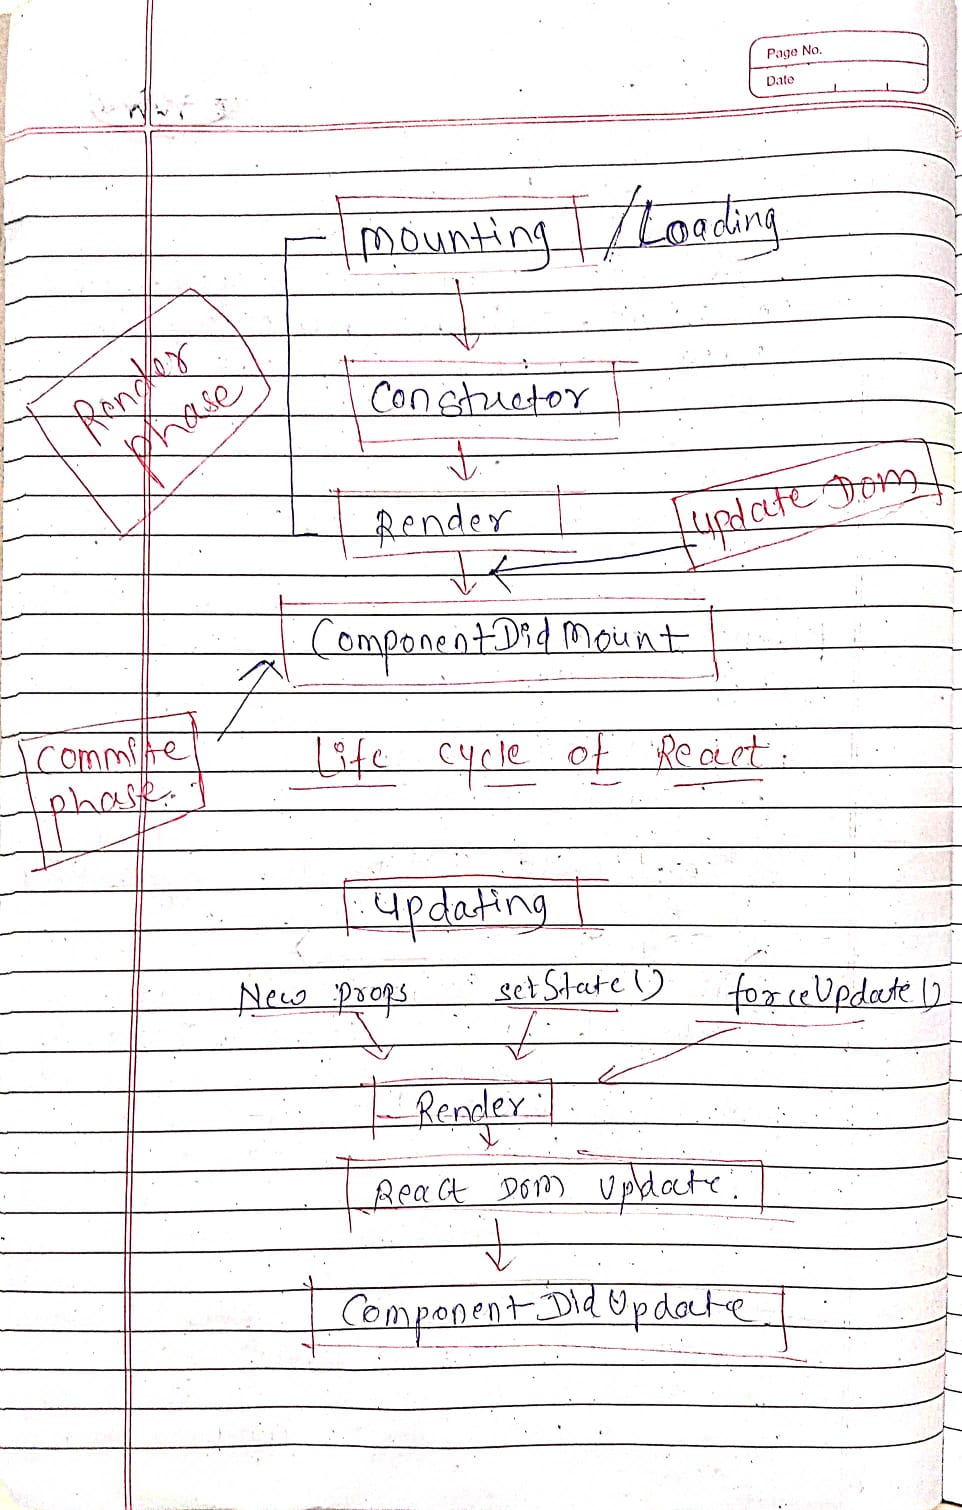 Page No.
Date
Mounting / Loading
Render
phase
Constuctor
Render
Update DOM
ComponentDidMount
Committe
phase.
Life cycle of React.
Updating
New props setState() forceUpdate()
Render
React DOM Update.
ComponentDidUpdate